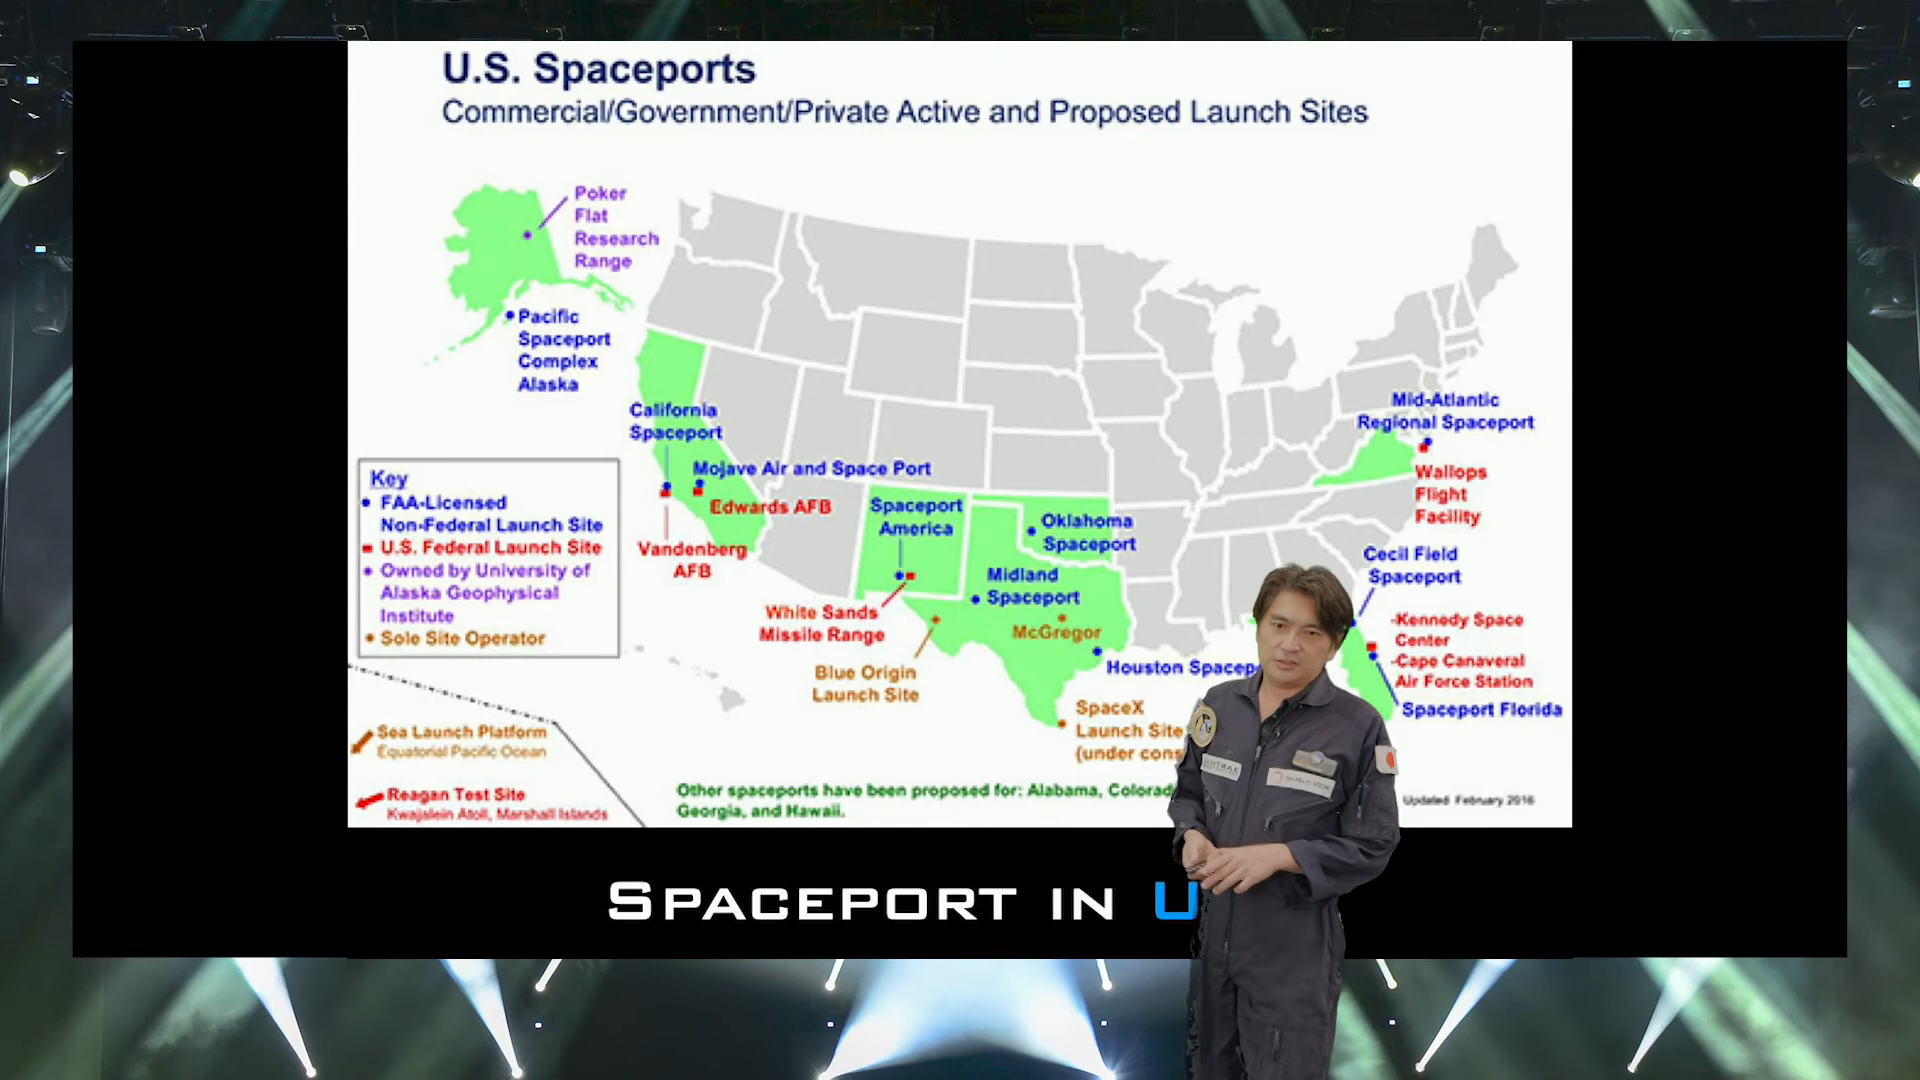 U.S. Spaceports
Commercial/Government/Private Active and Proposed Launch Sites
Poker
Flat
Research
Range
Pacific
Spaceport
Complex
Alaska
California
Spaceport
Mojave Air and Space Port
Edwards AFB
Vandenberg
AFB
Spaceport
America
Oklahoma
Spaceport
Midland
Spaceport
White Sands
Missile Range
McGregor
Blue Origin
Launch Site
Houston Spacep
SpaceX
Launch Site
(under cons
Mid-Atlantic
Regional Spaceport
Wallops
Flight
Facility
Cecil Field
Spaceport
-Kennedy Space
Center
-Cape Canaveral
Air Force Station
Spaceport Florida
Key
FAA-Licensed
Non-Federal Launch Site
U.S. Federal Launch Site
Owned by University of
Alaska Geophysical
Institute
Sole Site Operator
Sea Launch Platform
Equatorial Pacific Ocean
Reagan Test Site
Kwajalein Atoll, Marshall Islands
Other spaceports have been proposed for: Alabama, Colorad
Georgia, and Hawaii.
Updated February 2016
Spaceport in U